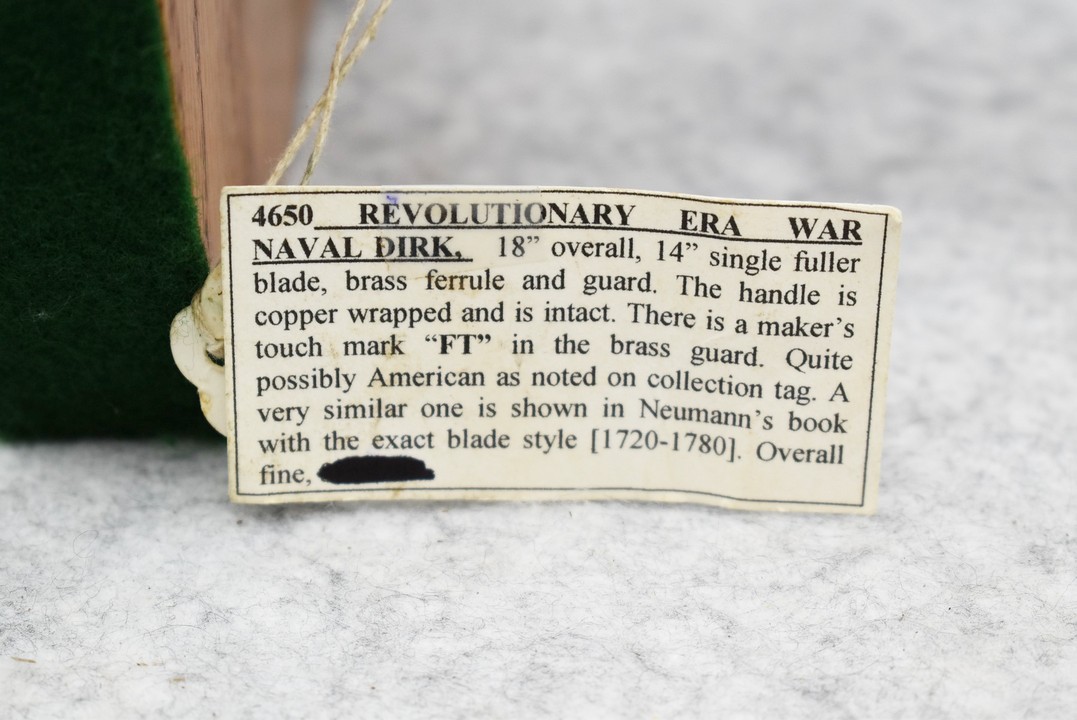 4650 REVOLUTIONARY ERA WAR
NAVAL DIRK, 18” overall, 14” single fuller
blade, brass ferrule and guard. The handle is
copper wrapped and is intact. There is a maker’s
touch mark “FT” in the brass guard. Quite
possibly American as noted on collection tag. A
very similar one is shown in Neumann’s book
with the exact blade style [1720-1780]. Overall
fine,